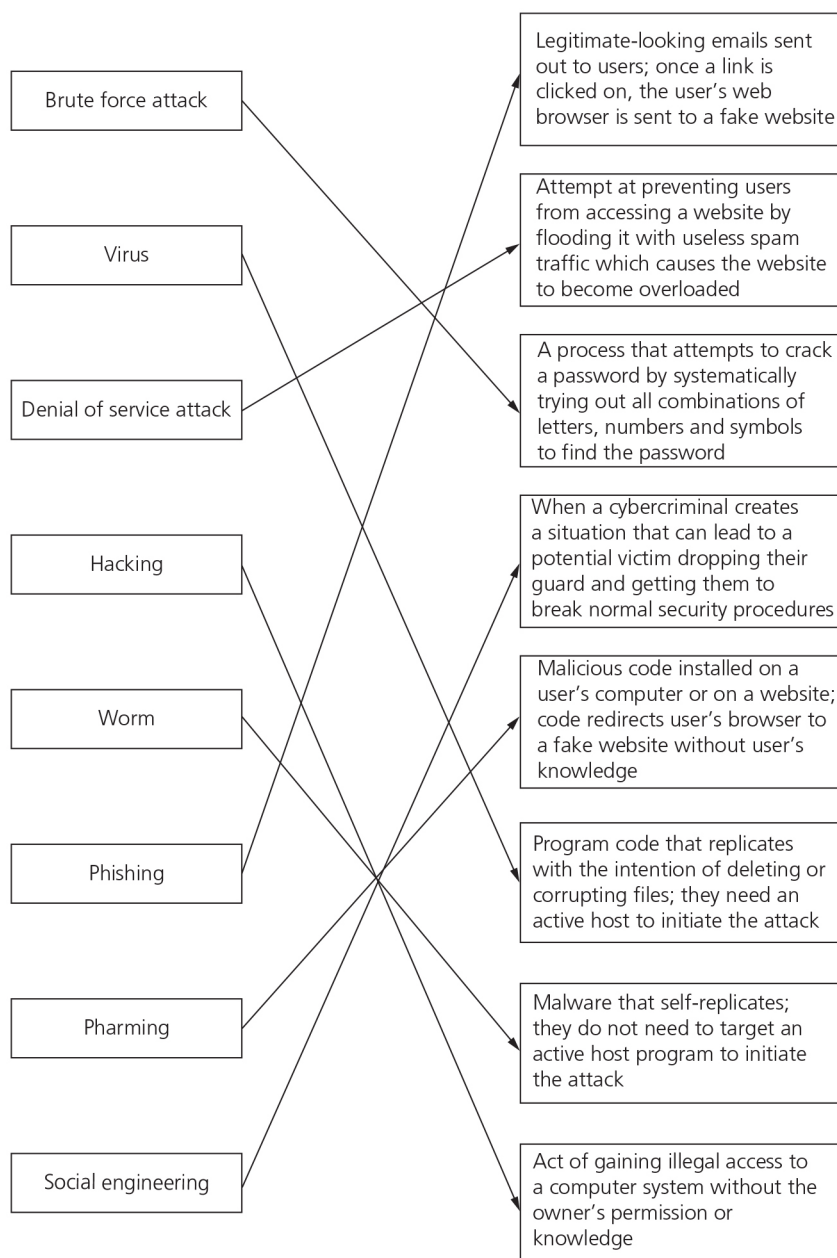 Brute force attack
Virus
Denial of service attack
Hacking
Worm
Phishing
Pharming
Social engineering
Legitimate-looking emails sent
out to users; once a link is
clicked on, the user’s web
browser is sent to a fake website
Attempt at preventing users
from accessing a website by
flooding it with useless spam
traffic which causes the website
to become overloaded
A process that attempts to crack
a password by systematically
trying out all combinations of
letters, numbers and symbols
to find the password
When a cybercriminal creates
a situation that can lead to a
potential victim dropping their
guard and getting them to
break normal security procedures
Malicious code installed on a
user’s computer or on a website;
code redirects user’s browser to
a fake website without user’s
knowledge
Program code that replicates
with the intention of deleting or
corrupting files; they need an
active host to initiate the attack
Malware that self-replicates;
they do not need to target an
active host program to initiate
the attack
Act of gaining illegal access to
a computer system without the
owner’s permission or
knowledge